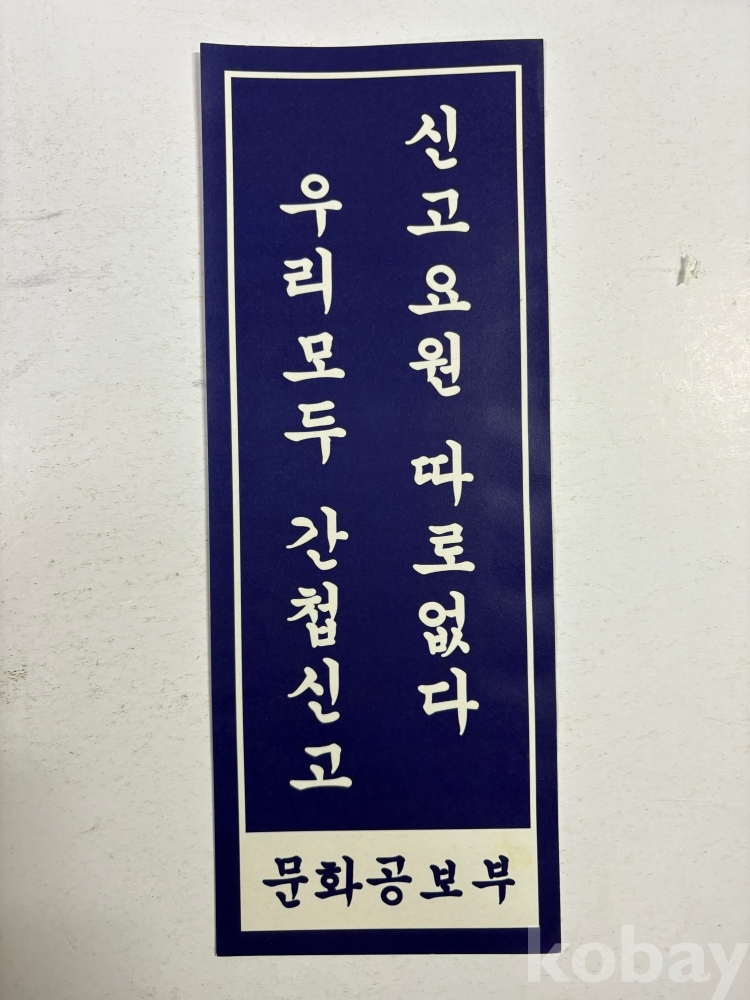 신고요원 따로없다
우리모두 간첩신고
문화공보부
kobay